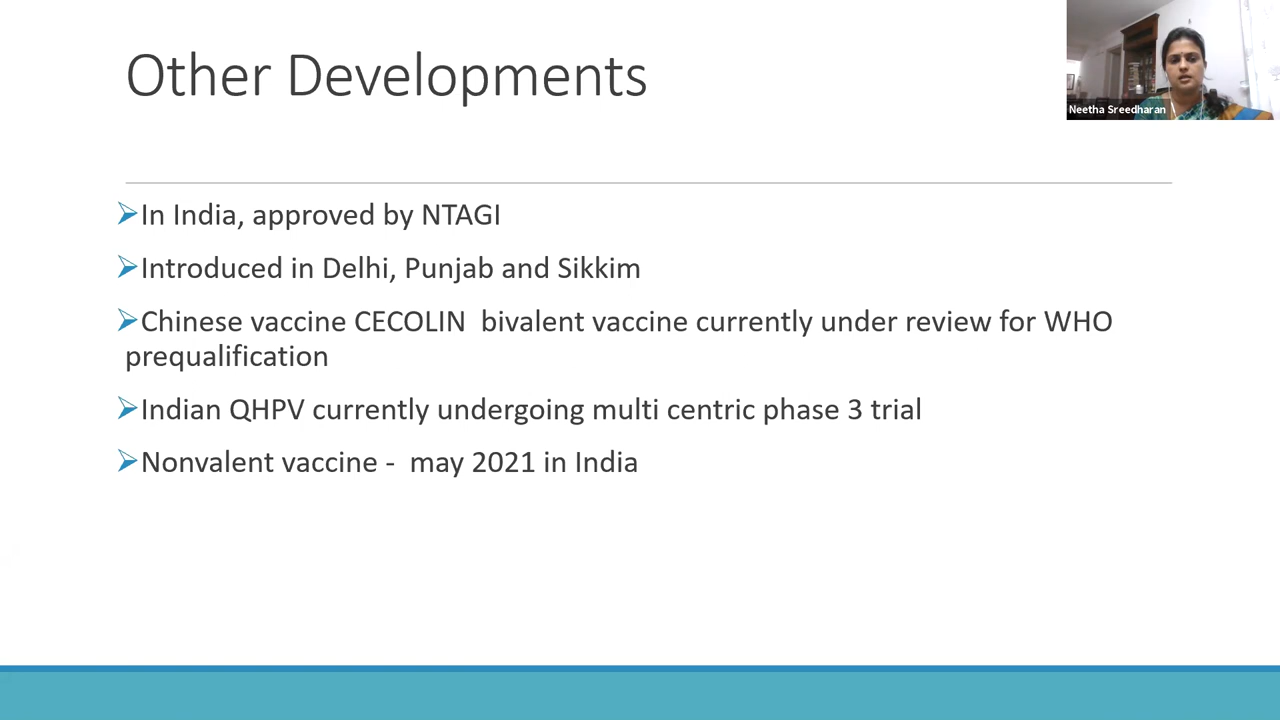 Other Developments
Neetha Sreedharan
➢In India, approved by NTAGI
➢Introduced in Delhi, Punjab and Sikkim
➢Chinese vaccine CECOLIN  bivalent vaccine currently under review for WHO
prequalification
➢Indian QHPV currently undergoing multi centric phase 3 trial
➢Nonvalent vaccine -  may 2021 in India